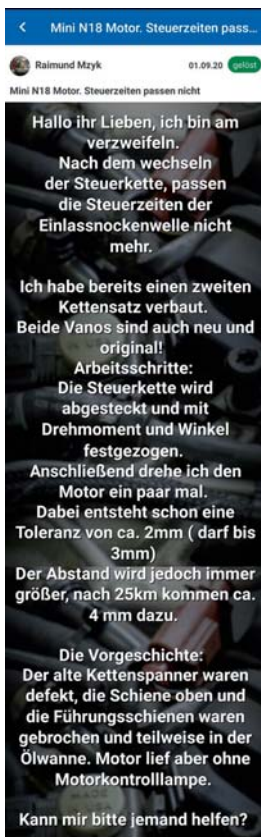 Mini N18 Motor. Steuerzeiten pass...
Raimund Mzyk
01.09.20
gelöst
Mini N18 Motor. Steuerzeiten passen nicht
Hallo ihr Lieben, ich bin am
verzweifeln.
Nach dem wechseln
der Steuerkette, passen
die Steuerzeiten der
Einlassnockenwelle nicht
mehr.
Ich habe bereits einen zweiten
Kettensatz verbaut.
Beide Vanos sind auch neu und
original!
Arbeitsschritte:
Die Steuerkette wird
abgesteckt und mit
Drehmoment und Winkel
festgezogen.
Anschließend drehe ich den
Motor ein paar mal.
Dabei entsteht schon eine
Toleranz von ca. 2mm ( darf bis
3mm)
Der Abstand wird jedoch immer
größer, nach 25km kommen ca.
4 mm dazu.
Die Vorgeschichte:
Der alte Kettenspanner waren
defekt, die Schiene oben und
die Führungsschienen waren
gebrochen und teilweise in der
Ölwanne. Motor lief aber ohne
Motorkontrolllampe.
Kann mir bitte jemand helfen?